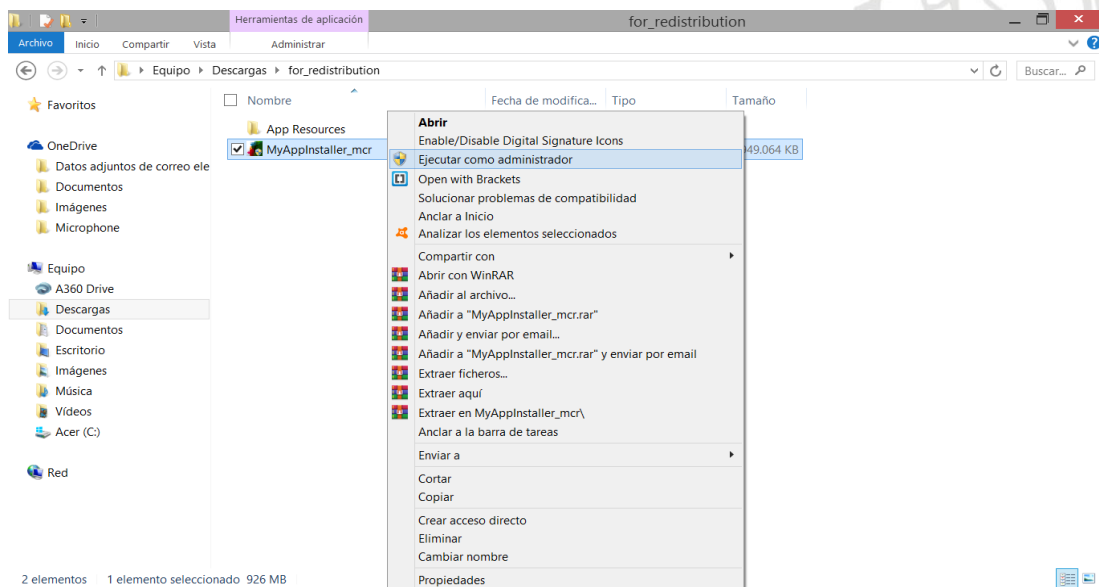 Herramientas de aplicación
for_redistribution
Archivo Inicio Compartir Vista Administrar
Equipo Descargas for_redistribution Buscar...
Nombre Fecha de modifica... Tipo Tamaño
Favoritos
OneDrive
Datos adjuntos de correo ele
Documentos
Imágenes
Microphone
Equipo
A360 Drive
Descargas
Documentos
Escritorio
Imágenes
Música
Vídeos
Acer (C:)
Red
App Resources
MyAppInstaller_mcr 949.064 KB
Abrir
Enable/Disable Digital Signature Icons
Ejecutar como administrador
Open with Brackets
Solucionar problemas de compatibilidad
Anclar a Inicio
Analizar los elementos seleccionados
Compartir con
Abrir con WinRAR
Añadir al archivo...
Añadir a "MyAppInstaller_mcr.rar"
Añadir y enviar por email...
Añadir a "MyAppInstaller_mcr.rar" y enviar por email
Extraer ficheros...
Extraer aquí
Extraer en MyAppInstaller_mcr\
Anclar a la barra de tareas
Enviar a
Cortar
Copiar
Crear acceso directo
Eliminar
Cambiar nombre
Propiedades
2 elementos 1 elemento seleccionado 926 MB